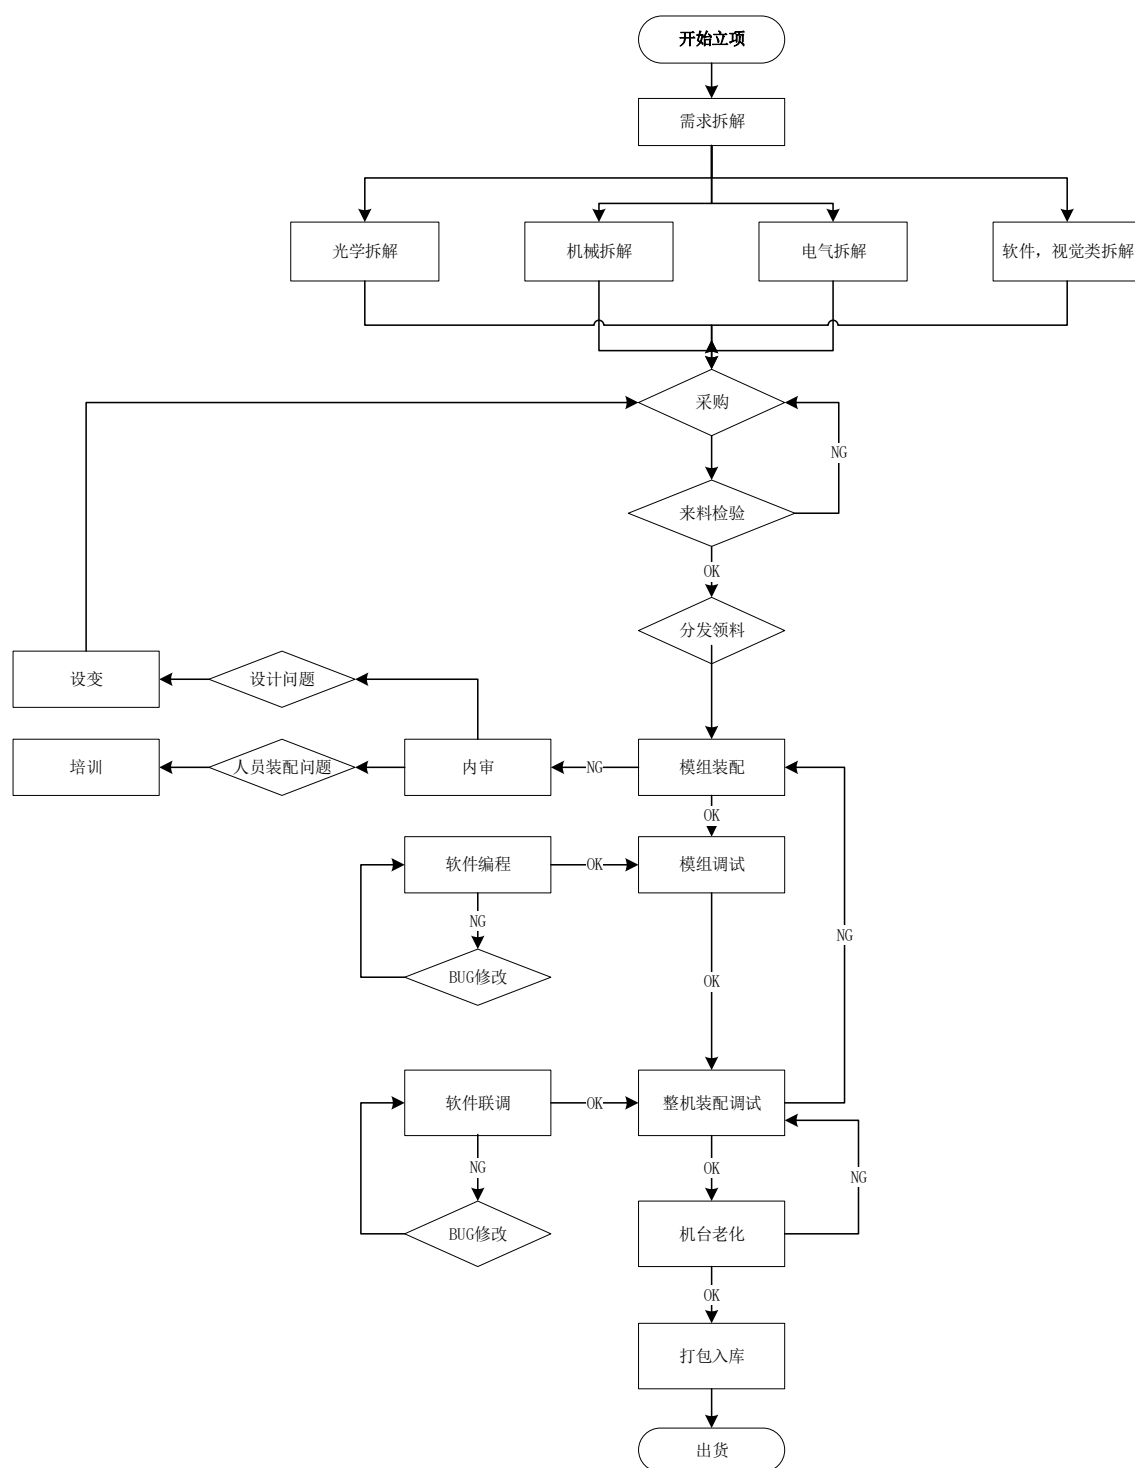 开始立项
需求拆解
光学拆解
机械拆解
电气拆解
软件，视觉类拆解
采购
NG
来料检验
OK
分发领料
设变
设计问题
培训
人员装配问题
内审
NG
模组装配
OK
软件编程
OK
模组调试
NG
NG
BUG修改
OK
软件联调
OK
整机装配调试
NG
OK
NG
BUG修改
机台老化
OK
打包入库
出货